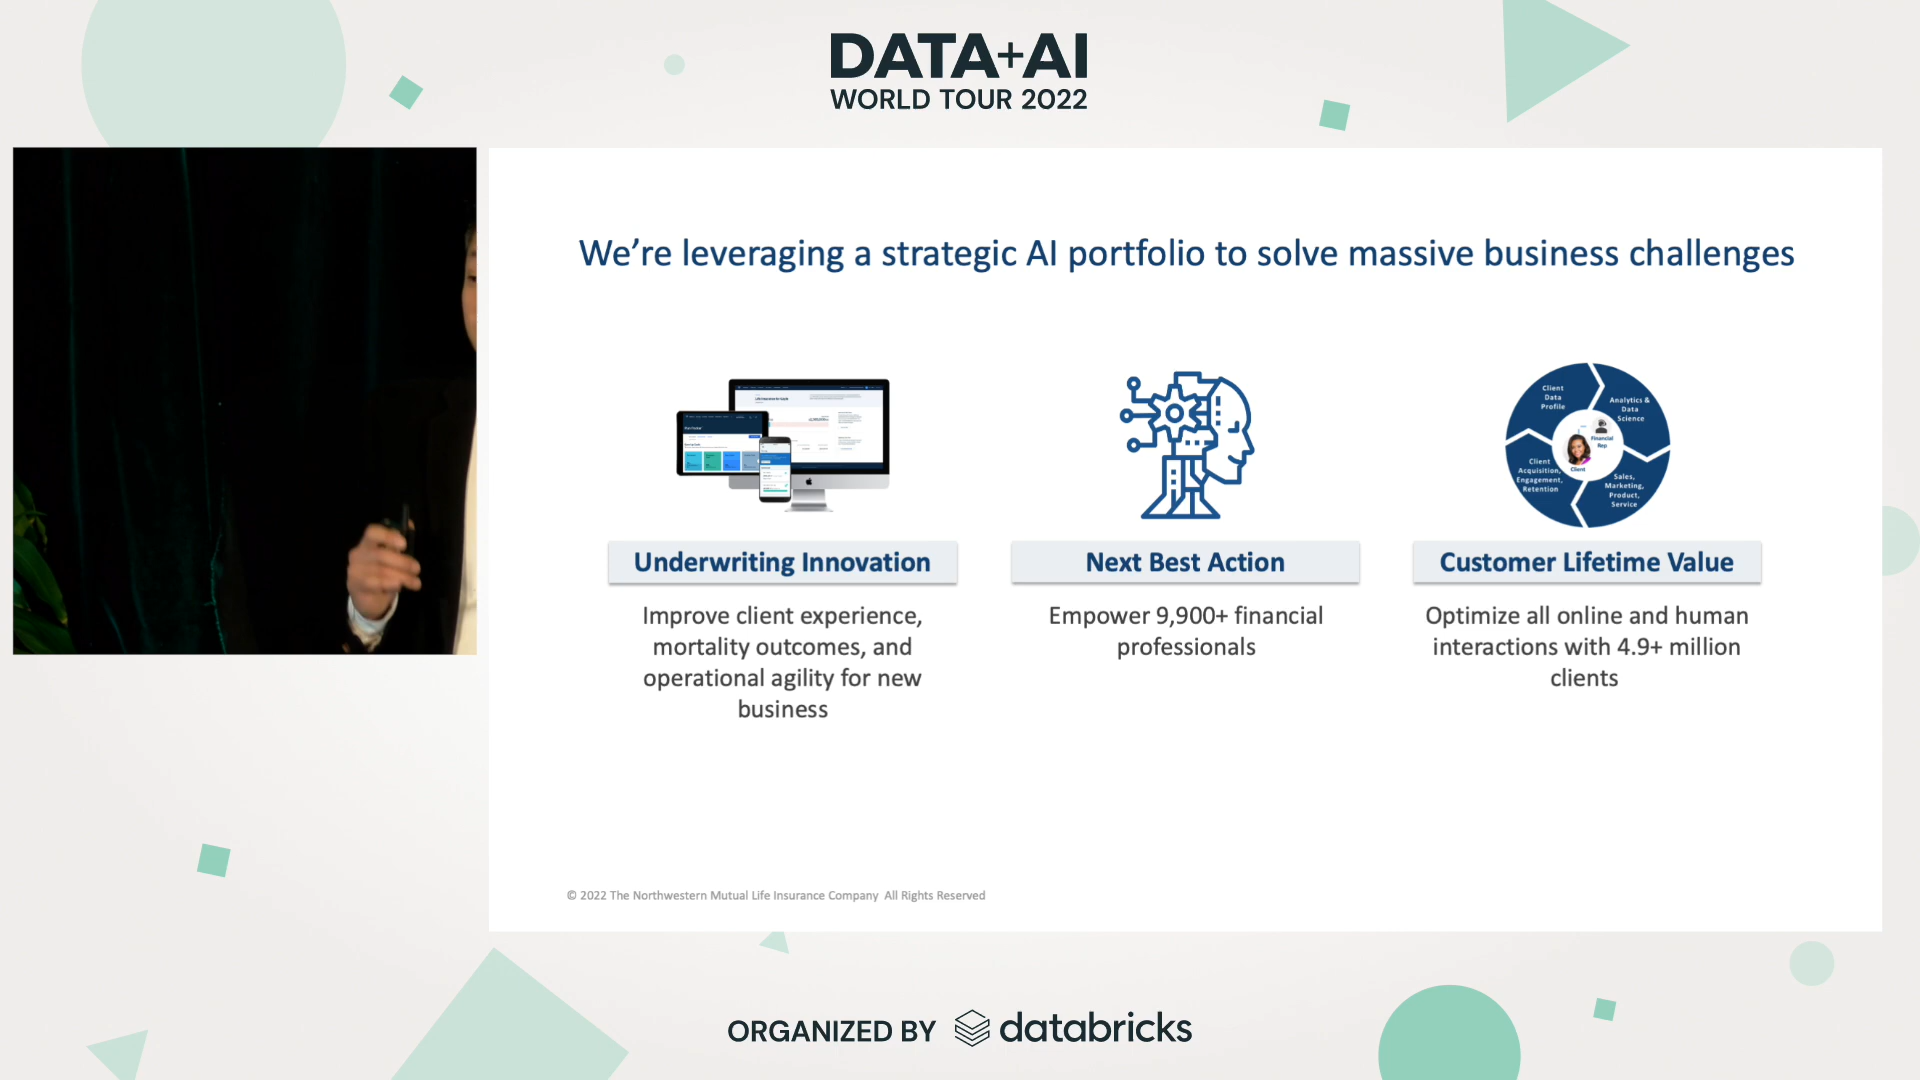 DATA+AI
WORLD TOUR 2022
We're leveraging a strategic AI portfolio to solve massive business challenges
Client
Data
Profile
Analytics &
Data
Science
Financial
Rep
Client
Client
Acquisition,
Engagement,
Retention
Sales,
Marketing,
Product,
Service
Underwriting Innovation
Improve client experience,
mortality outcomes, and
operational agility for new
business
Next Best Action
Empower 9,900+ financial
professionals
Customer Lifetime Value
Optimize all online and human
interactions with 4.9+ million
clients
© 2022 The Northwestern Mutual Life Insurance Company All Rights Reserved
ORGANIZED BY databricks